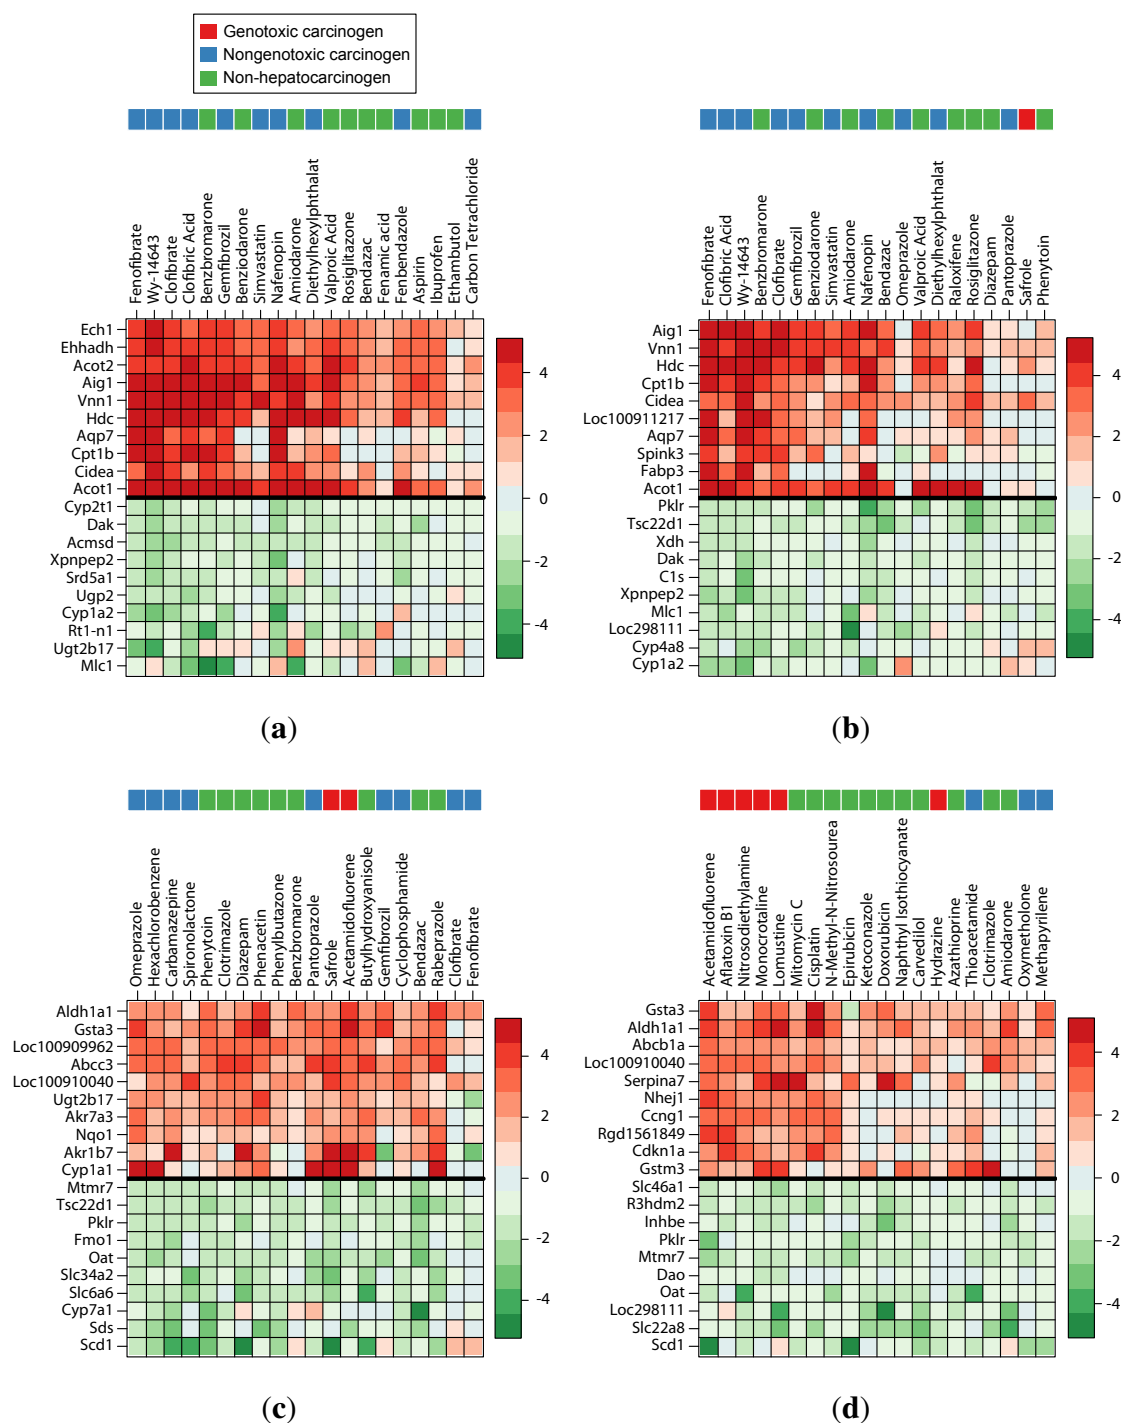 Genotoxic carcinogen
Nongenotoxic carcinogen
Non-hepatocarcinogen
Fenofibrate
Wy-14643
Clofibrate
Clofibric Acid
Benzbromarone
Gemfibrozil
Benziodarone
Simvastatin
Nafenopin
Amiodarone
Diethylhexylphthalat
Valproic Acid
Rosiglitazone
Bendazac
Fenamic acid
Fenbendazole
Aspirin
Ibuprofen
Ethambutol
Carbon Tetrachloride
Ech1
Ehhadh
Acot2
Aig1
Vnn1
Hdc
Aqp7
Cpt1b
Cidea
Acot1
Cyp2t1
Dak
Acmsd
Xpnpep2
Srd5a1
Ugp2
Cyp1a2
Rt1-n1
Ugt2b17
Mlc1
4
2
0
-2
-4
(a)
Fenofibrate
Clofibric Acid
Wy-14643
Benzbromarone
Clofibrate
Gemfibrozil
Benziodarone
Simvastatin
Amiodarone
Nafenopin
Bendazac
Omeprazole
Valproic Acid
Diethylhexylphthalat
Raloxifene
Rosiglitazone
Diazepam
Pantoprazole
Safrole
Phenytoin
Aig1
Vnn1
Hdc
Cpt1b
Cidea
Loc100911217
Aqp7
Spink3
Fabp3
Acot1
Pklr
Tsc22d1
Xdh
Dak
C1s
Xpnpep2
Mlc1
Loc298111
Cyp4a8
Cyp1a2
4
2
0
-2
-4
(b)
Omeprazole
Hexachlorobenzene
Carbamazepine
Spironolactone
Phenytoin
Clotrimazole
Diazepam
Phenacetin
Phenylbutazone
Benzbromarone
Pantoprazole
Safrole
Acetamidofluorene
Butylhydroxyanisole
Gemfibrozil
Cyclophosphamide
Bendazac
Rabeprazole
Clofibrate
Fenofibrate
Aldh1a1
Gsta3
Loc100909962
Abcc3
Loc100910040
Ugt2b17
Akr7a3
Nqo1
Akr1b7
Cyp1a1
Mtmr7
Tsc22d1
Pklr
Fmo1
Oat
Slc34a2
Slc6a6
Cyp7a1
Sds
Scd1
4
2
0
-2
-4
(c)
Acetamidofluorene
Aflatoxin B1
Nitrosodiethylamine
Monocrotaline
Lomustine
Mitomycin C
Cisplatin
N-Methyl-N-Nitrosourea
Epirubicin
Ketoconazole
Doxorubicin
Naphthyl Isothiocyanate
Carvedilol
Hydrazine
Azathioprine
Thioacetamide
Clotrimazole
Amiodarone
Oxymetholone
Methapyrilene
Gsta3
Aldh1a1
Abcb1a
Loc100910040
Serpina7
Nhej1
Ccng1
Rgd1561849
Cdkn1a
Gstm3
Slc46a1
R3hdm2
Inhbe
Pklr
Mtmr7
Dao
Oat
Loc298111
Slc22a8
Scd1
4
2
0
-2
-4
(d)